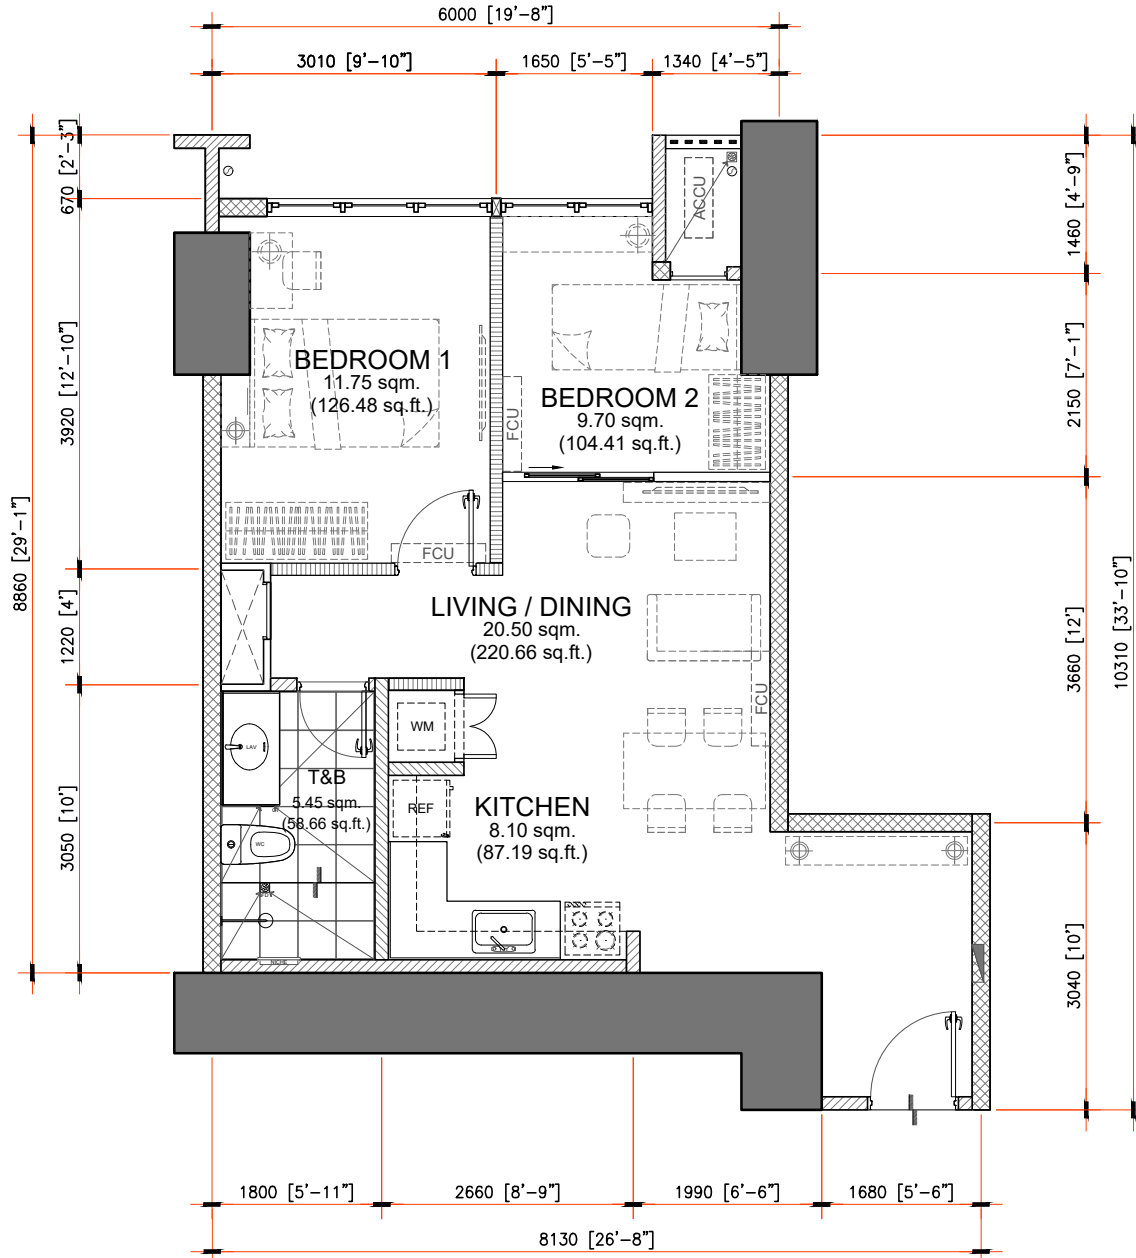 6000 [19'-8"]
3010 [9'-10"]
1650 [5'-5"]
1340 [4'-5"]
670 [2'-3"]
3920 [12'-10"]
1220 [4']
3050 [10']
8860 [29'-1"]
ACCU
BEDROOM 1
11.75 sqm.
(126.48 sq.ft.)
BEDROOM 2
9.70 sqm.
(104.41 sq.ft.)
FCU
FCU
LIVING / DINING
20.50 sqm.
(220.66 sq.ft.)
FCU
WM
LAV
T&B
5.45 sqm.
(58.66 sq.ft.)
WC
REF
KITCHEN
8.10 sqm.
(87.19 sq.ft.)
NICHE
1460 [4'-9"]
2150 [7'-1"]
3660 [12']
3040 [10']
10310 [33'-10"]
1800 [5'-11"]
2660 [8'-9"]
1990 [6'-6"]
1680 [5'-6"]
8130 [26'-8"]